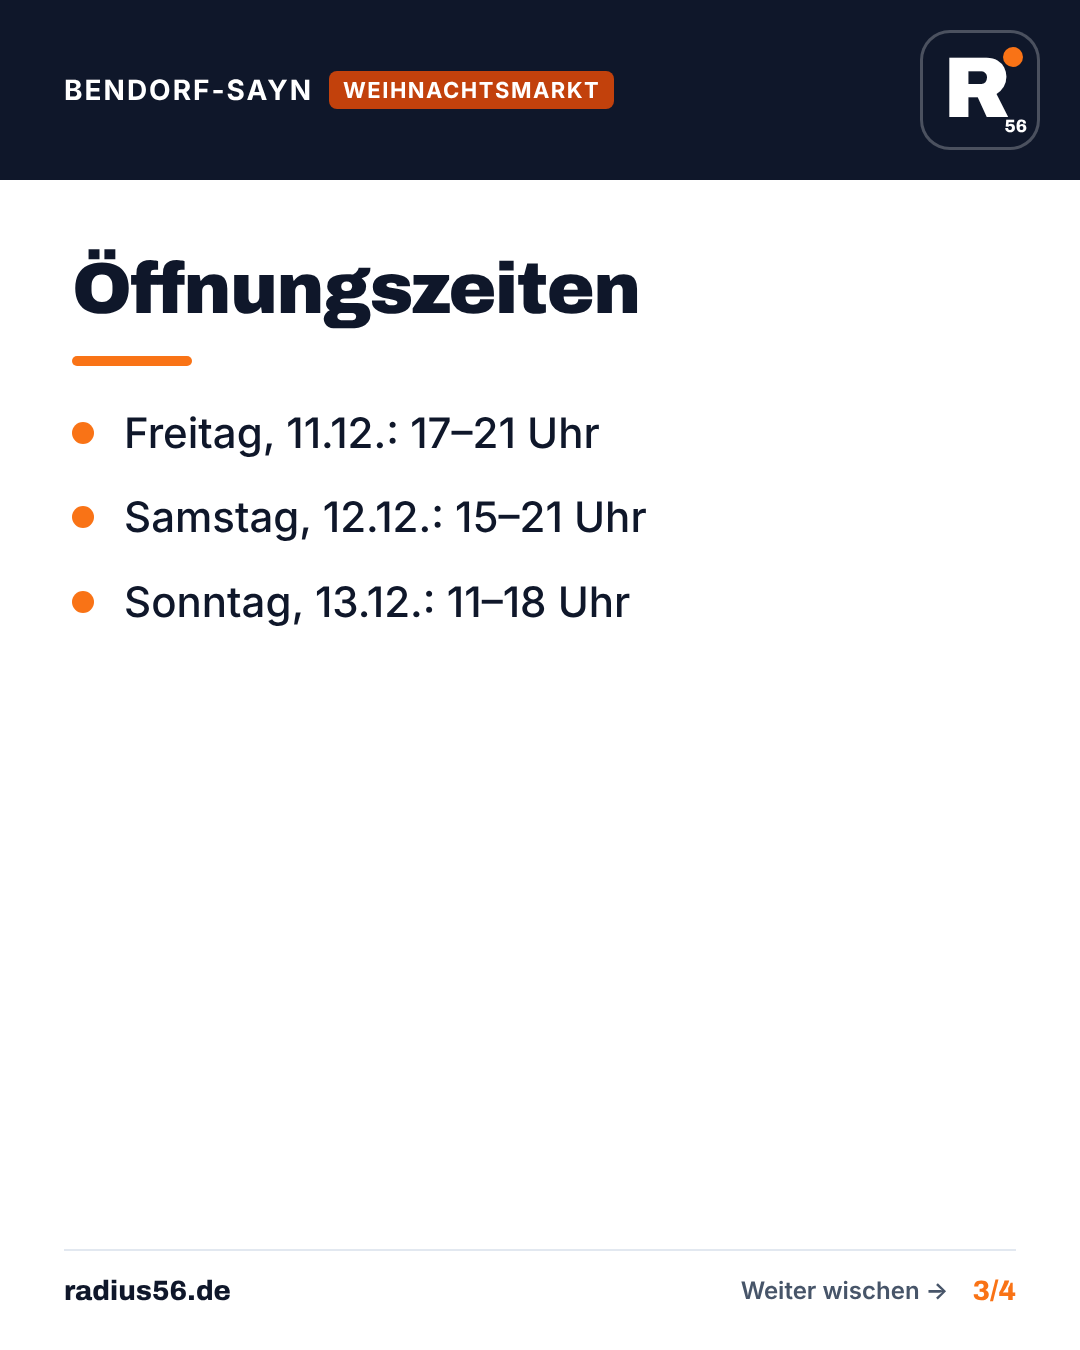 BENDORF-SAYN WEIHNACHTSMARKT
R
56
Öffnungszeiten
Freitag, 11.12.: 17–21 Uhr
Samstag, 12.12.: 15–21 Uhr
Sonntag, 13.12.: 11–18 Uhr
radius56.de Weiter wischen → 3/4